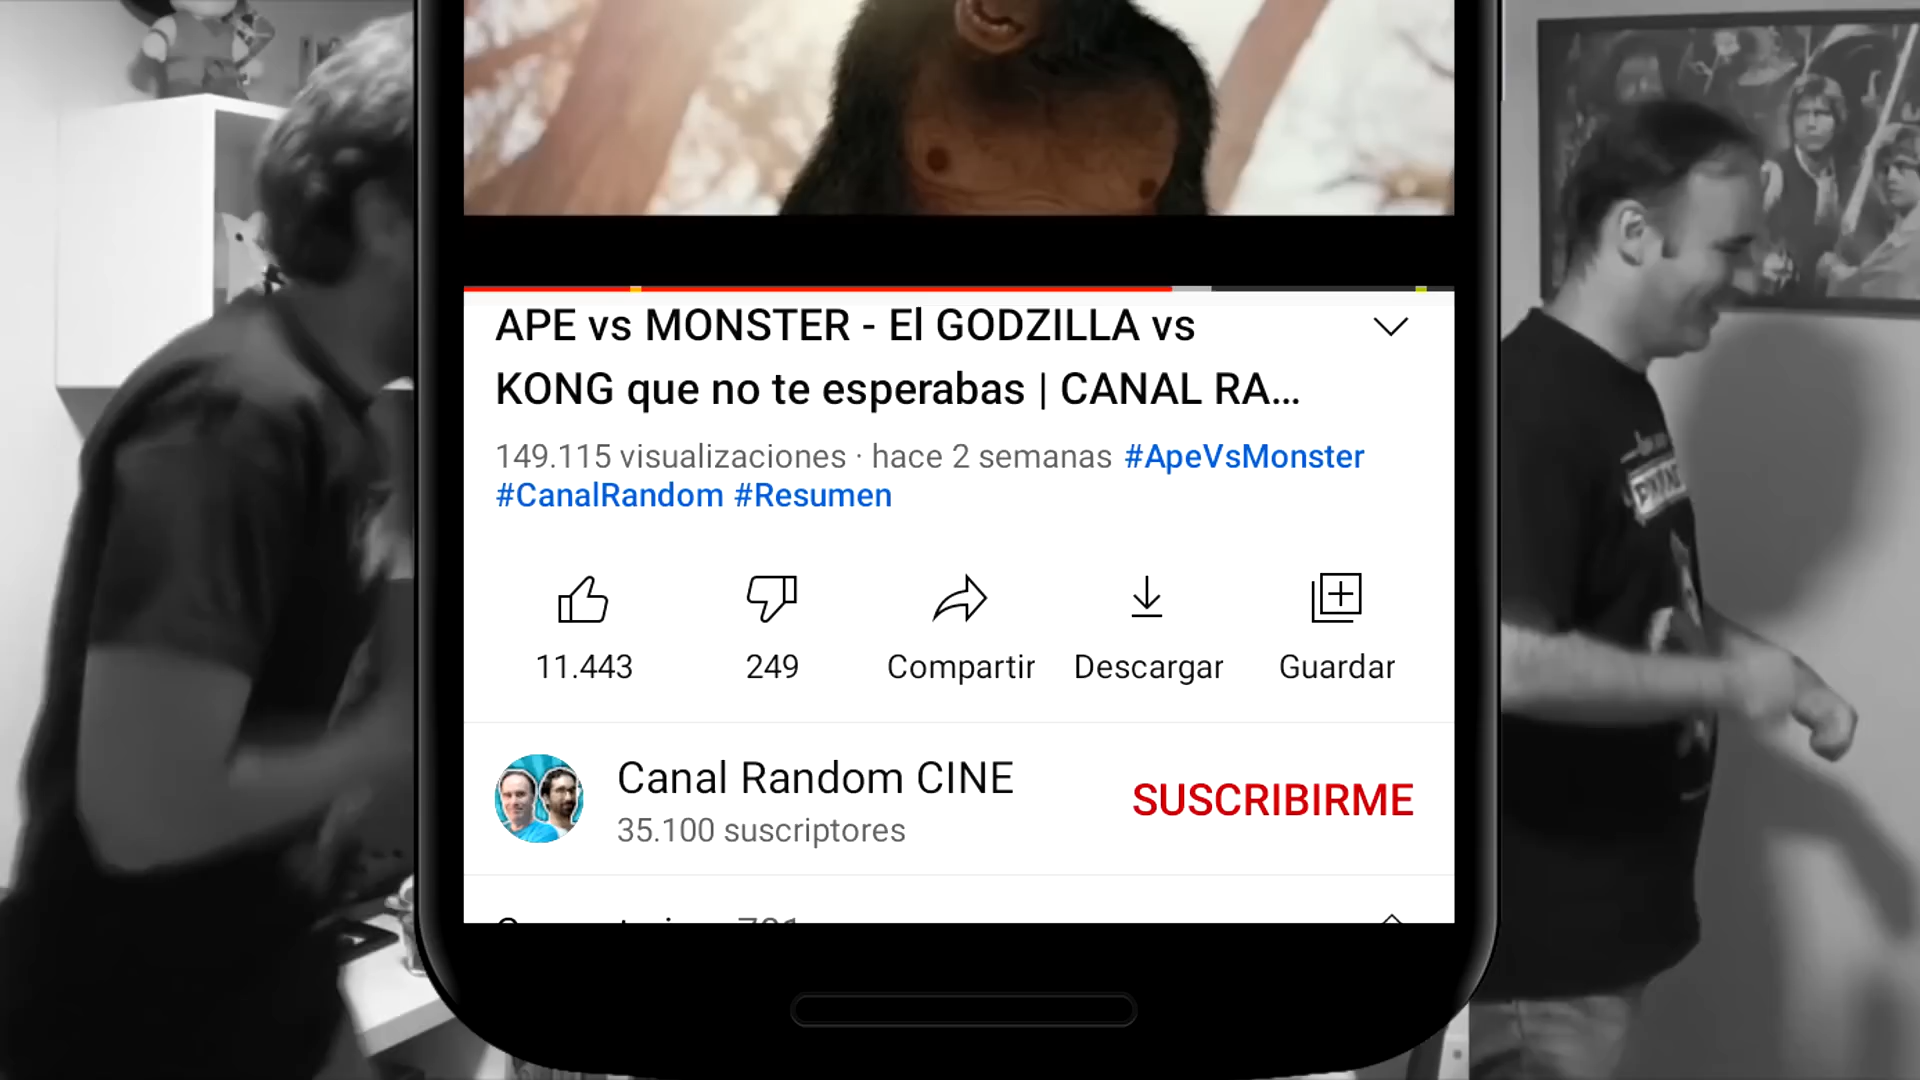 APE vs MONSTER - El GODZILLA vs
KONG que no te esperabas | CANAL RA...
149.115 visualizaciones · hace 2 semanas #ApeVsMonster
#CanalRandom #Resumen
11.443
249
Compartir
Descargar
Guardar
Canal Random CINE
35.100 suscriptores
SUSCRIBIRME